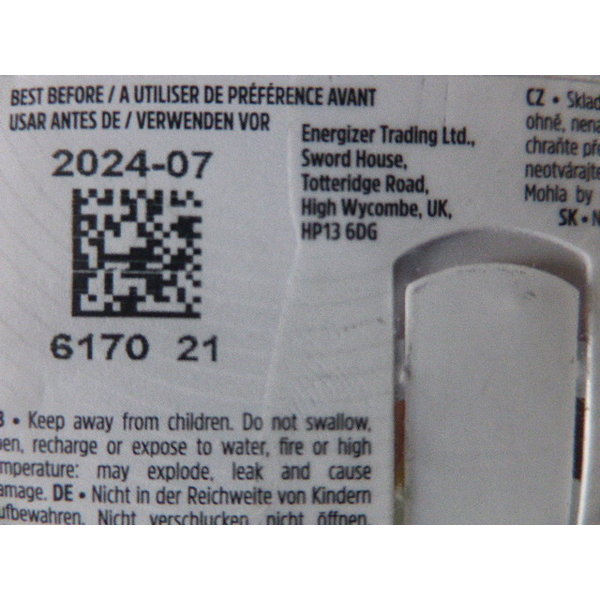 BEST BEFORE / A UTILISER DE PRÉFÉRENCE AVANT
USAR ANTES DE / VERWENDEN VOR
2024-07
6170 21
Energizer Trading Ltd.,
Sword House,
Totteridge Road,
High Wycombe, UK,
HP13 6DG
CZ • Sklad
ohně, nena
chraňte př
neotvárajte
Mohla by
SK • N
• Keep away from children. Do not swallow,
pen, recharge or expose to water, fire or high
mperature: may explode, leak and cause
amage. DE • Nicht in der Reichweite von Kindern
ufbewahren. Nicht verschlucken, nicht öffnen,